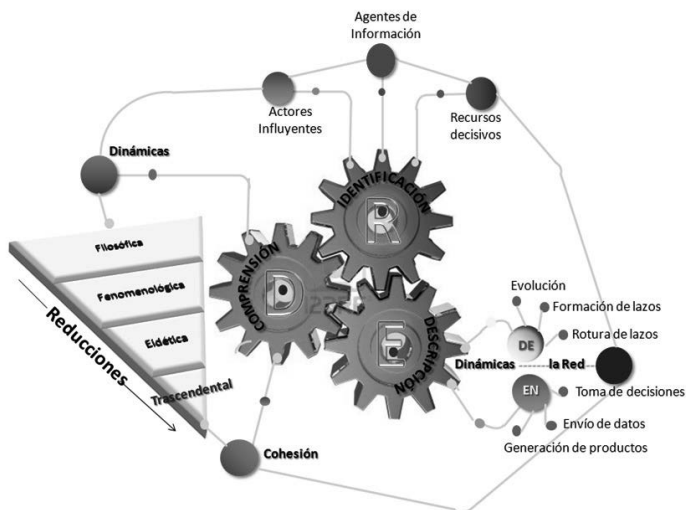 Agentes de
Información
Actores
Influyentes
Recursos
decisivos
Dinámicas
IDENTIFICACIÓN
R
Filosófica
Fenomenológica
Eidética
Trascendental
Reducciones
COMPRENSIÓN
D
DESCRIPCIÓN
E
Evolución
Formación de lazos
Rotura de lazos
DE
Dinámicas
la Red
EN
Toma de decisiones
Envío de datos
Generación de productos
Cohesión